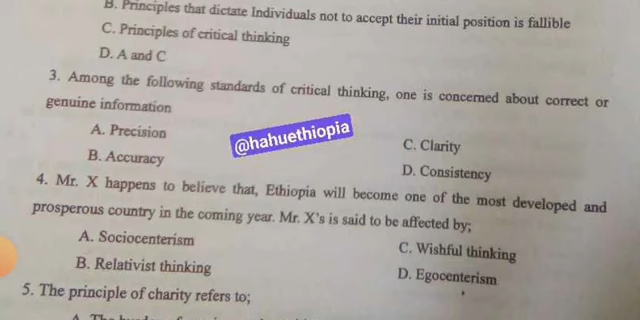 B. Principles that dictate Individuals not to accept their initial position is fallible
C. Principles of critical thinking
D. A and C
3. Among the following standards of critical thinking, one is concerned about correct or
genuine information
A. Precision
C. Clarity
B. Accuracy
D. Consistency
@hahuethiopia
4. Mr. X happens to believe that, Ethiopia will become one of the most developed and
prosperous country in the coming year. Mr. X's is said to be affected by;
A. Sociocenterism
C. Wishful thinking
B. Relativist thinking
D. Egocenterism
5. The principle of charity refers to;
A. The